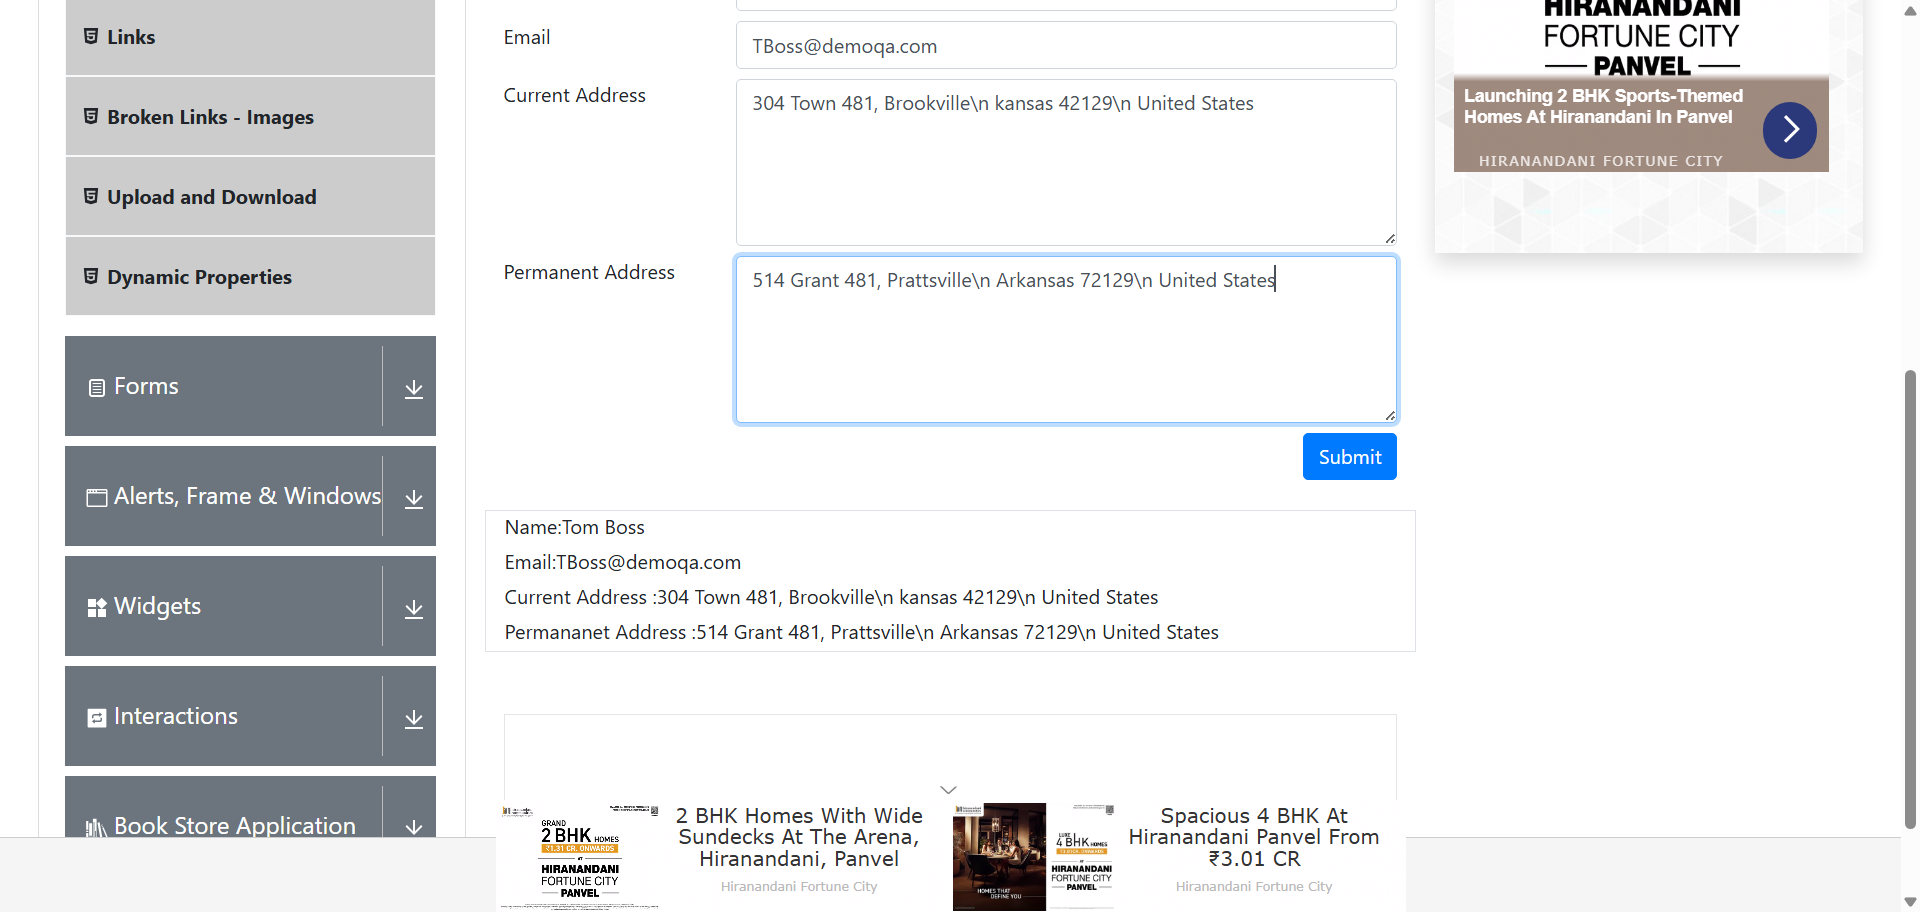 Links
Broken Links - Images
Upload and Download
Dynamic Properties
Forms
Alerts, Frame & Windows
Widgets
Interactions
Book Store Application
Email
TBoss@demoqa.com
Current Address
304 Town 481, Brookville\n kansas 42129\n United States
Permanent Address
514 Grant 481, Prattsville\n Arkansas 72129\n United States
Submit
Name:Tom Boss
Email:TBoss@demoqa.com
Current Address :304 Town 481, Brookville\n kansas 42129\n United States
Permananet Address :514 Grant 481, Prattsville\n Arkansas 72129\n United States
HIRANANDANI
FORTUNE CITY
PANVEL
Launching 2 BHK Sports-Themed
Homes At Hiranandani In Panvel
HIRANANDANI FORTUNE CITY
GRAND
2 BHK HOMES
₹1.31 CR. ONWARDS
AT
HIRANANDANI
FORTUNE CITY
PANVEL
2 BHK Homes With Wide
Sundecks At The Arena,
Hiranandani, Panvel
Hiranandani Fortune City
HOMES THAT
DEFINE YOU
LUXE
4 BHK HOMES
AT
HIRANANDANI
FORTUNE CITY
PANVEL
Spacious 4 BHK At
Hiranandani Panvel From
₹3.01 CR
Hiranandani Fortune City